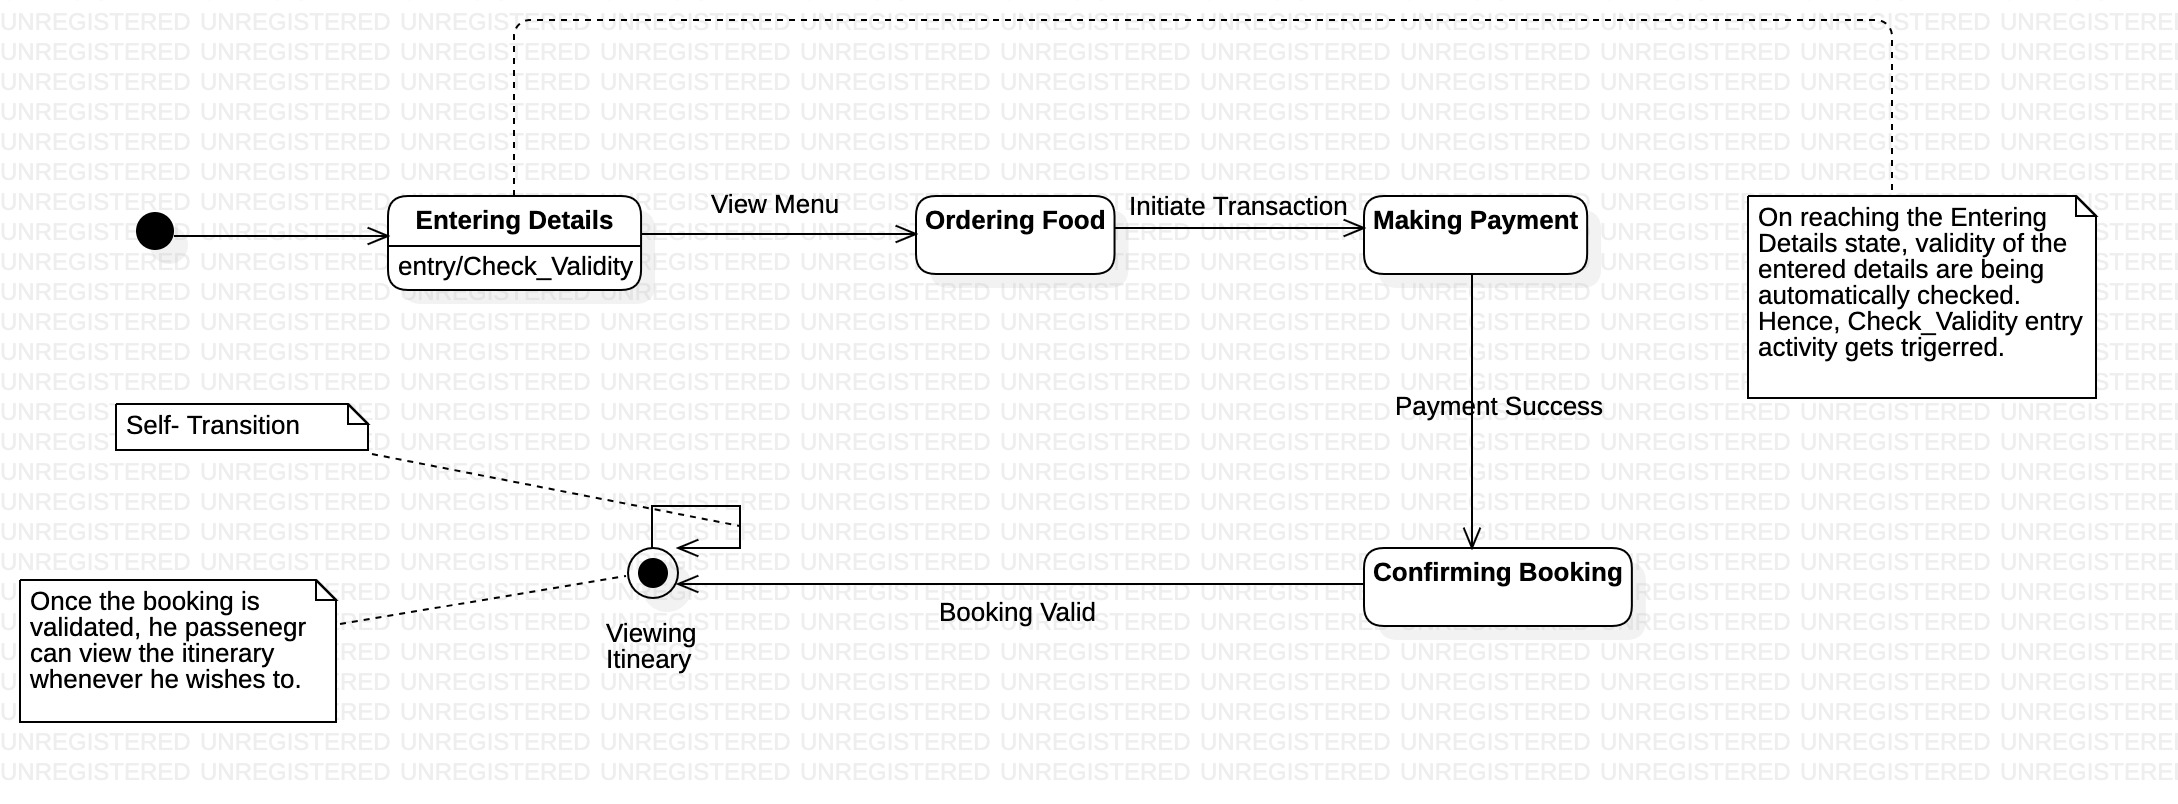 View Menu
Initiate Transaction
Entering Details
entry/Check_Validity
Ordering Food
Making Payment
On reaching the Entering
Details state, validity of the
entered details are being
automatically checked.
Hence, Check_Validity entry
activity gets trigerred.
Payment Success
Self- Transition
Confirming Booking
Booking Valid
Once the booking is
validated, he passenegr
can view the itinerary
whenever he wishes to.
Viewing
Itineary
UNREGISTERED